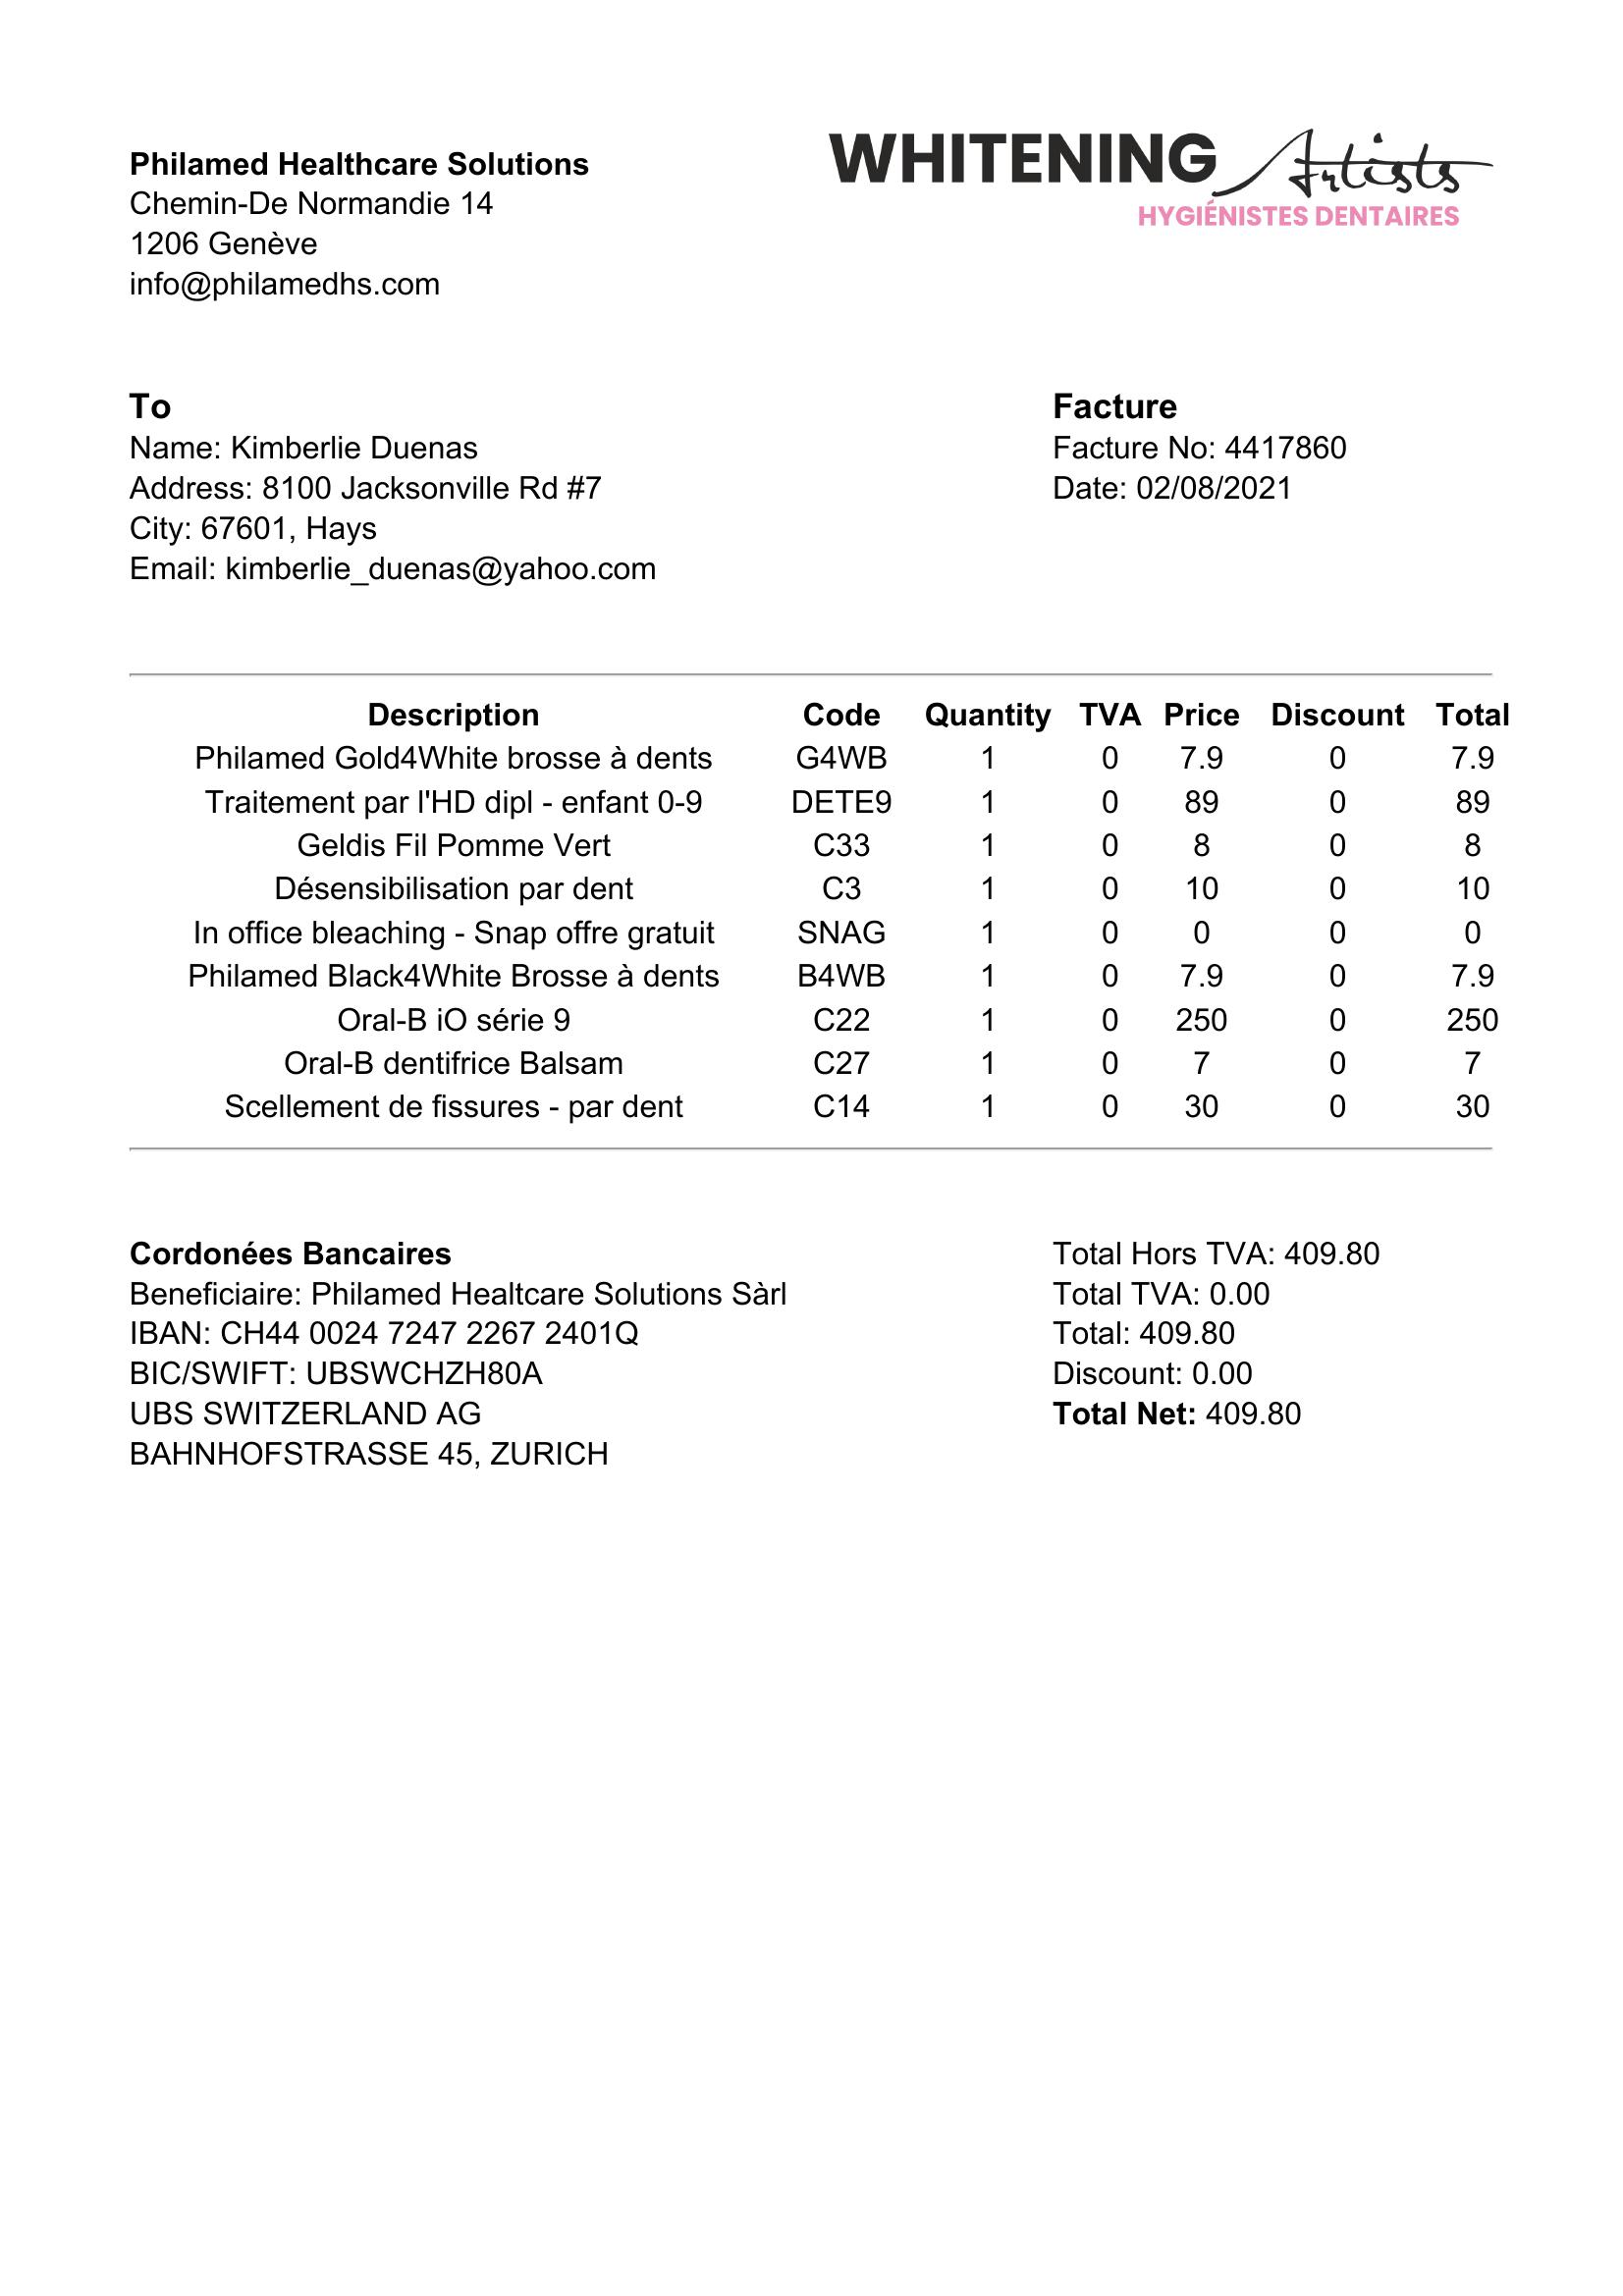 Philamed Healthcare Solutions
Chemin-De Normandie 14
1206 Genève
info@philamedhs.com
WHITENING Artists
HYGIÉNISTES DENTAIRES
To
Name: Kimberlie Duenas
Address: 8100 Jacksonville Rd #7
City: 67601, Hays
Email: kimberlie_duenas@yahoo.com
Facture
Facture No: 4417860
Date: 02/08/2021
Description Code Quantity TVA Price Discount Total
Philamed Gold4White brosse à dents G4WB 1 0 7.9 0 7.9
Traitement par l'HD dipl - enfant 0-9 DETE9 1 0 89 0 89
Geldis Fil Pomme Vert C33 1 0 8 0 8
Désensibilisation par dent C3 1 0 10 0 10
In office bleaching - Snap offre gratuit SNAG 1 0 0 0 0
Philamed Black4White Brosse à dents B4WB 1 0 7.9 0 7.9
Oral-B iO série 9 C22 1 0 250 0 250
Oral-B dentifrice Balsam C27 1 0 7 0 7
Scellement de fissures - par dent C14 1 0 30 0 30
Cordonées Bancaires
Beneficiaire: Philamed Healtcare Solutions Sàrl
IBAN: CH44 0024 7247 2267 2401Q
BIC/SWIFT: UBSWCHZH80A
UBS SWITZERLAND AG
BAHNHOFSTRASSE 45, ZURICH
Total Hors TVA: 409.80
Total TVA: 0.00
Total: 409.80
Discount: 0.00
Total Net: 409.80